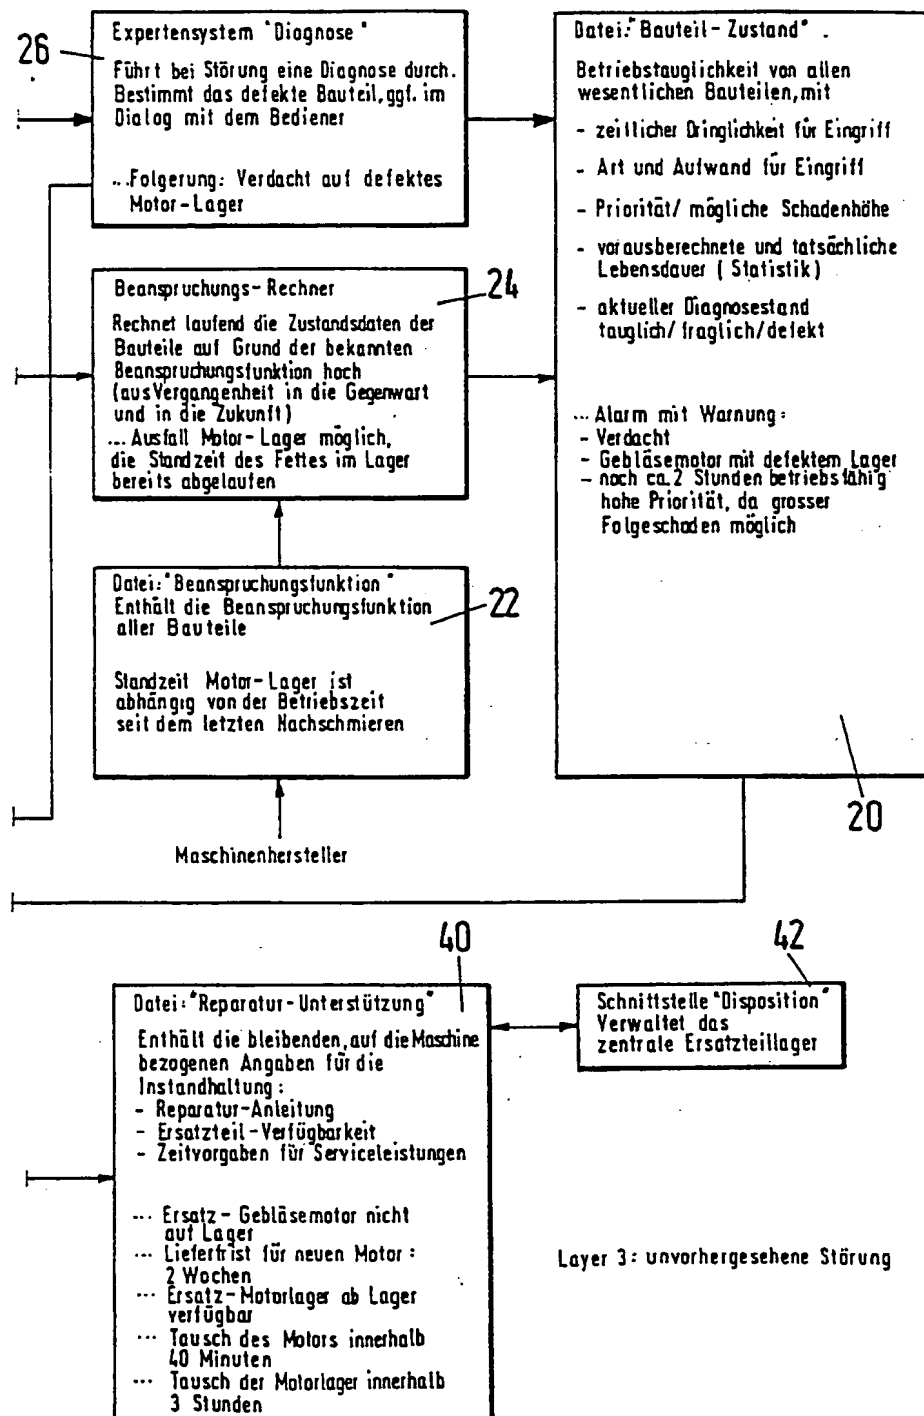 26
Expertensystem "Diagnose"
Führt bei Störung eine Diagnose durch.
Bestimmt das defekte Bauteil, ggf. im
Dialog mit dem Bediener
...Folgerung: Verdacht auf defektes
Motor-Lager
Beanspruchungs-Rechner
24
Rechnet laufend die Zustandsdaten der
Bauteile auf Grund der bekannten
Beanspruchungsfunktion hoch
(aus Vergangenheit in die Gegenwart
und in die Zukunft)
... Ausfall Motor-Lager möglich,
die Standzeit des Fettes im Lager
bereits abgelaufen
Datei: "Beanspruchungsfunktion"
Enthält die Beanspruchungsfunktion
aller Bauteile
22
Standzeit Motor-Lager ist
abhängig von der Betriebszeit
seit dem letzten Nachschmieren
Maschinenhersteller
Datei: "Bauteil-Zustand" .
Betriebstauglichkeit von allen
wesentlichen Bauteilen, mit
- zeitlicher Dringlichkeit für Eingriff
- Art und Aufwand für Eingriff
- Priorität/ mögliche Schadenhöhe
- vorausberechnete und tatsächliche
Lebensdauer (Statistik)
- aktueller Diagnosestand
tauglich/fraglich/defekt
... Alarm mit Warnung:
- Verdacht
- Gebläsemotor mit defektem Lager
- noch ca. 2 Stunden betriebsfähig
hohe Priorität, da grosser
Folgeschaden möglich
20
40
Datei: "Reparatur-Unterstützung"
Enthält die bleibenden, auf die Maschine
bezogenen Angaben für die
Instandhaltung:
- Reparatur-Anleitung
- Ersatzteil-Verfügbarkeit
- Zeitvorgaben für Serviceleistungen
... Ersatz-Gebläsemotor nicht
auf Lager
... Lieferfrist für neuen Motor:
2 Wochen
... Ersatz-Motorlager ab Lager
verfügbar
... Tausch des Motors innerhalb
40 Minuten
... Tausch der Motorlager innerhalb
3 Stunden
42
Schnittstelle "Disposition"
Verwaltet das
zentrale Ersatzteillager
Layer 3: unvorhergesehene Störung